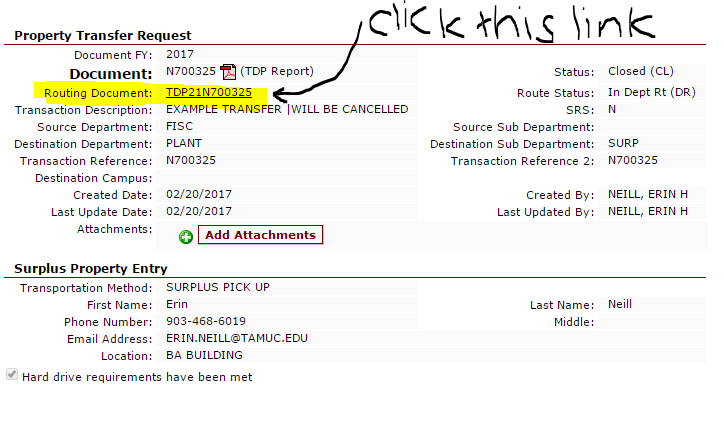 click this link
Property Transfer Request
Document FY: 2017
Document: N700325 (TDP Report) Status: Closed (CL)
Routing Document: TDP21N700325 Route Status: In Dept Rt (DR)
Transaction Description: EXAMPLE TRANSFER |WILL BE CANCELLED SRS: N
Source Department: FISC Source Sub Department:
Destination Department: PLANT Destination Sub Department: SURP
Transaction Reference: N700325 Transaction Reference 2: N700325
Destination Campus:
Created Date: 02/20/2017 Created By: NEILL, ERIN H
Last Update Date: 02/20/2017 Last Updated By: NEILL, ERIN H
Attachments: Add Attachments
Surplus Property Entry
Transportation Method: SURPLUS PICK UP
First Name: Erin Last Name: Neill
Phone Number: 903-468-6019 Middle:
Email Address: ERIN.NEILL@TAMUC.EDU
Location: BA BUILDING
Hard drive requirements have been met